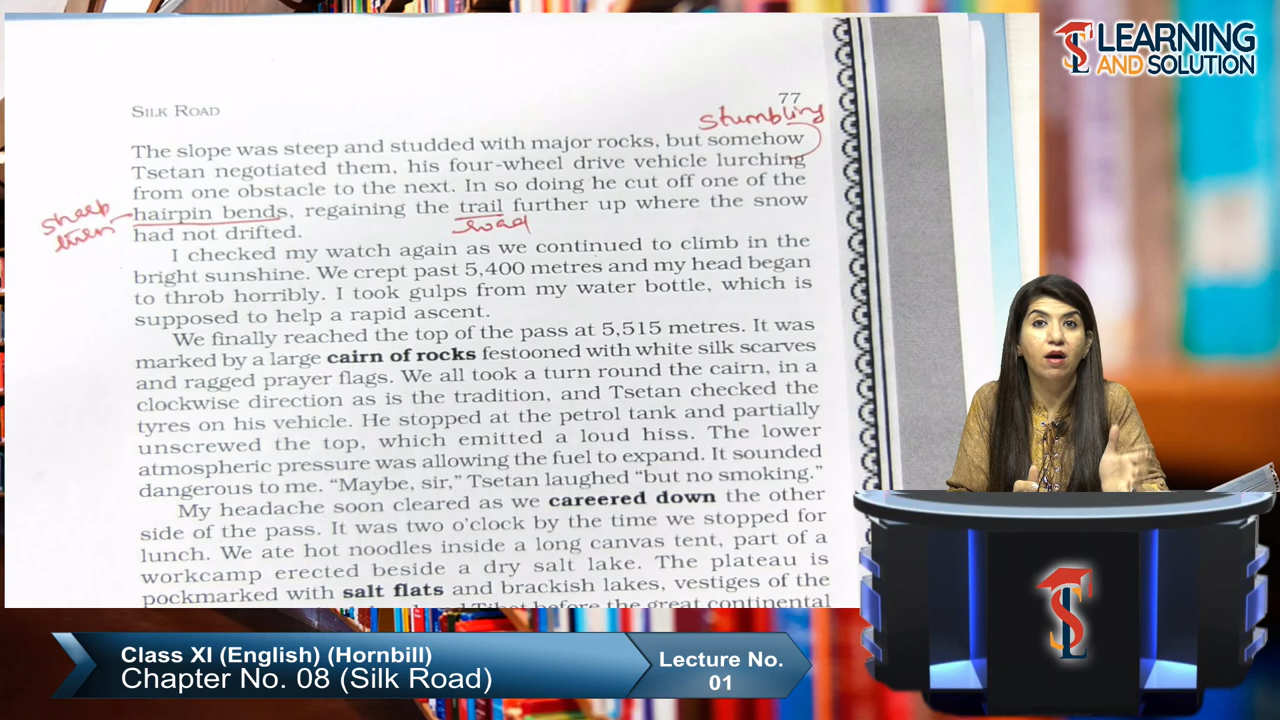 LEARNING
AND SOLUTION
SILK ROAD
77
stumbling
The slope was steep and studded with major rocks, but somehow
Tsetan negotiated them, his four-wheel drive vehicle lurching
from one obstacle to the next. In so doing he cut off one of the
hairpin bends, regaining the trail further up where the snow
had not drifted.
turn
road
I checked my watch again as we continued to climb in the
bright sunshine. We crept past 5,400 metres and my head began
to throb horribly. I took gulps from my water bottle, which is
supposed to help a rapid ascent.
We finally reached the top of the pass at 5,515 metres. It was
marked by a large cairn of rocks festooned with white silk scarves
and ragged prayer flags. We all took a turn round the cairn, in a
clockwise direction as is the tradition, and Tsetan checked the
tyres on his vehicle. He stopped at the petrol tank and partially
unscrewed the top, which emitted a loud hiss. The lower
atmospheric pressure was allowing the fuel to expand. It sounded
dangerous to me. “Maybe, sir,” Tsetan laughed “but no smoking.”
My headache soon cleared as we careered down the other
side of the pass. It was two o’clock by the time we stopped for
lunch. We ate hot noodles inside a long canvas tent, part of a
workcamp erected beside a dry salt lake. The plateau is
pockmarked with salt flats and brackish lakes, vestiges of the
Tibet before the great continental
Class XI (English) (Hornbill)
Chapter No. 08 (Silk Road)
Lecture No.
01